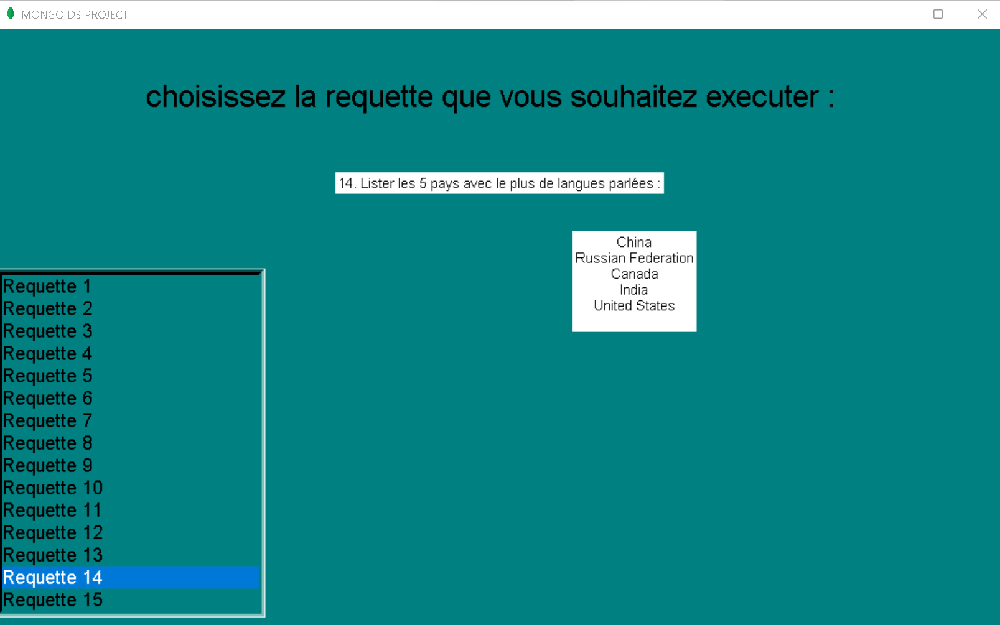 MONGO DB PROJECT
choisissez la requette que vous souhaitez executer :
14. Lister les 5 pays avec le plus de langues parlées :
China
Russian Federation
Canada
India
United States
Requette 1
Requette 2
Requette 3
Requette 4
Requette 5
Requette 6
Requette 7
Requette 8
Requette 9
Requette 10
Requette 11
Requette 12
Requette 13
Requette 14
Requette 15